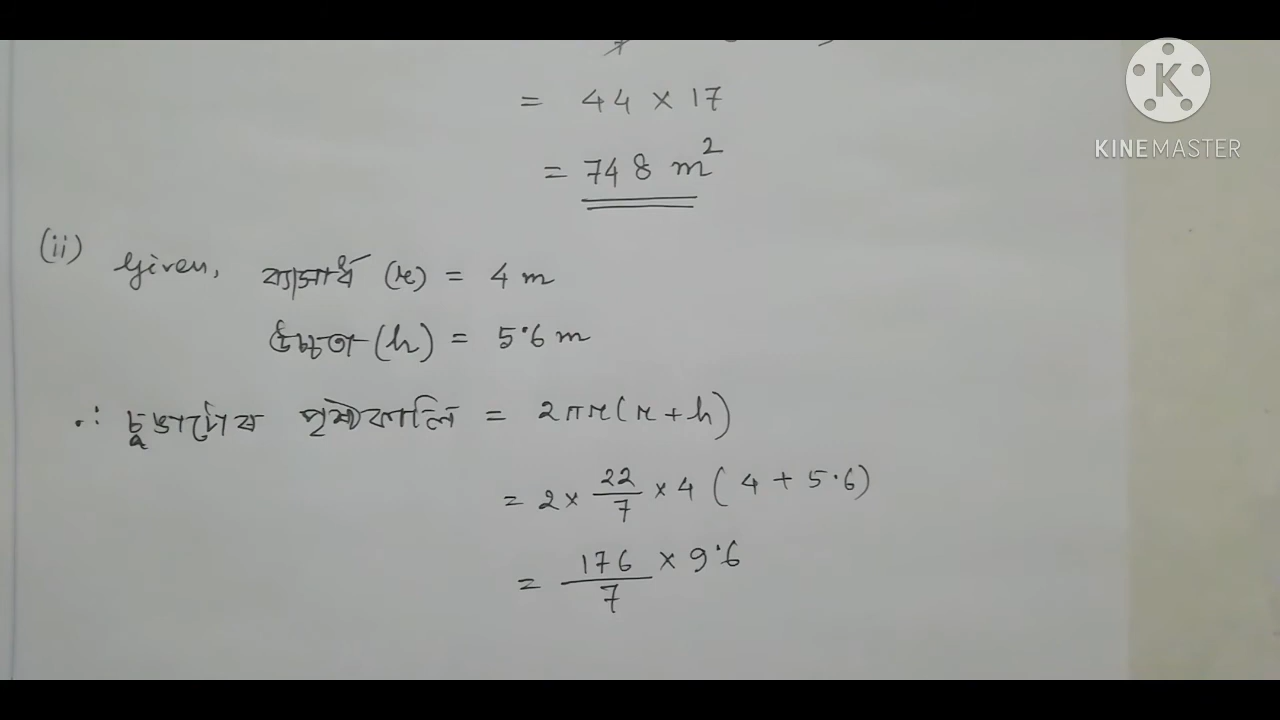 = 44 × 17
= 748 m²
(ii) Given, ব্যাসাৰ্ধ (r) = 4 m
উচ্চতা (h) = 5.6 m
∴ চুঙাটোৰ পৃষ্ঠকালি = 2πr(r + h)
= 2 × 22/7 × 4 ( 4 + 5.6)
= 176/7 × 9.6
KINEMASTER